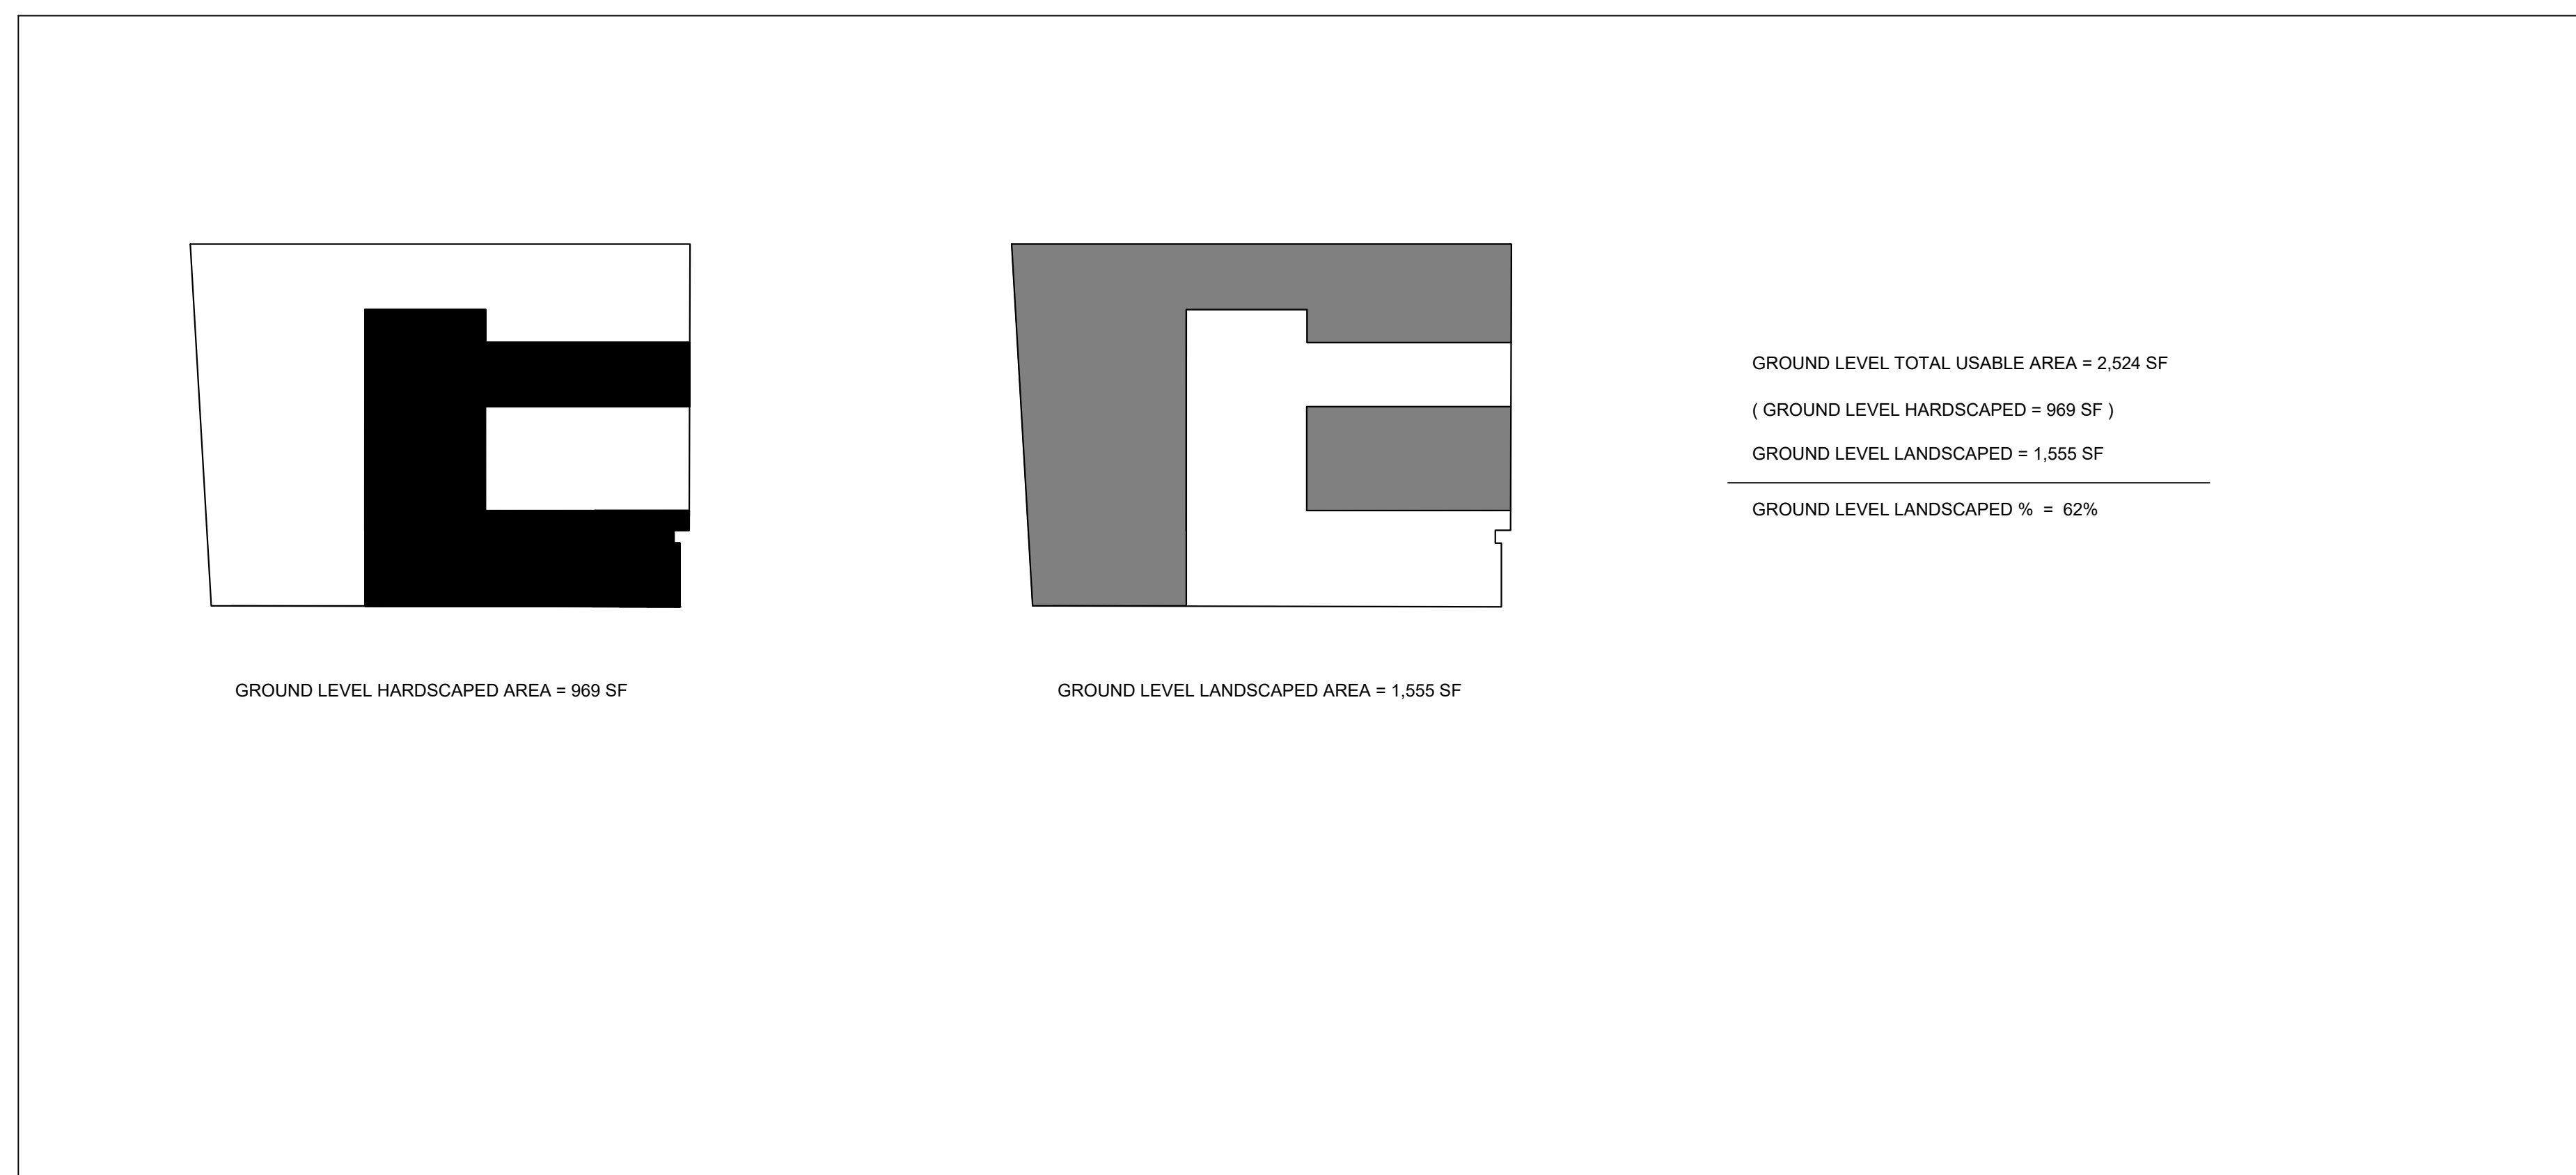 GROUND LEVEL TOTAL USABLE AREA = 2,524 SF
( GROUND LEVEL HARDSCAPED = 969 SF )
GROUND LEVEL LANDSCAPED = 1,555 SF
GROUND LEVEL LANDSCAPED % = 62%
GROUND LEVEL HARDSCAPED AREA = 969 SF
GROUND LEVEL LANDSCAPED AREA = 1,555 SF